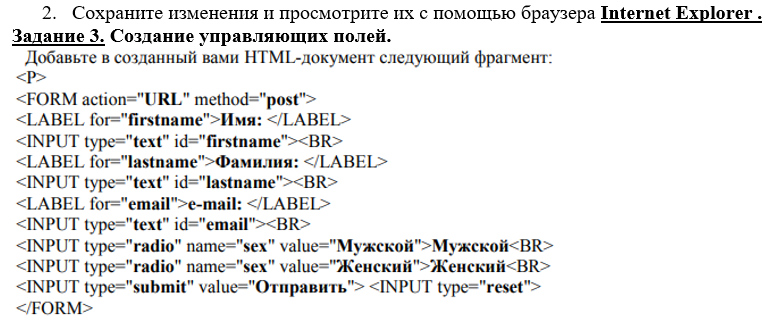 2. Сохраните изменения и просмотрите их с помощью браузера Internet Explorer .
Задание 3. Создание управляющих полей.
Добавьте в созданный вами HTML-документ следующий фрагмент:
<P>
<FORM action="URL" method="post">
<LABEL for="firstname">Имя: </LABEL>
<INPUT type="text" id="firstname"><BR>
<LABEL for="lastname">Фамилия: </LABEL>
<INPUT type="text" id="lastname"><BR>
<LABEL for="email">e-mail: </LABEL>
<INPUT type="text" id="email"><BR>
<INPUT type="radio" name="sex" value="Мужской">Мужской<BR>
<INPUT type="radio" name="sex" value="Женский">Женский<BR>
<INPUT type="submit" value="Отправить"> <INPUT type="reset">
</FORM>